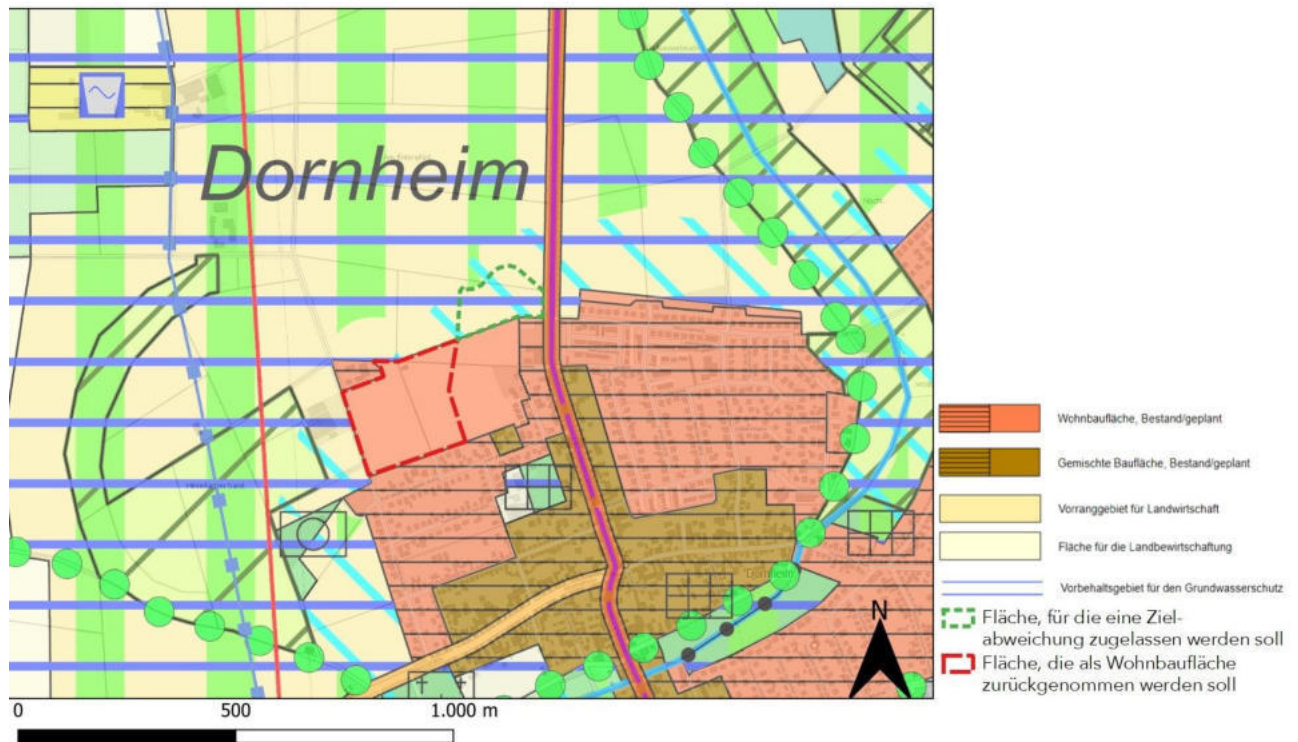 Dornheim
Wohnbaufläche, Bestand/geplant
Gemischte Baufläche, Bestand/geplant
Vorranggebiet für Landwirtschaft
Fläche für die Landbewirtschaftung
Vorbehaltsgebiet für den Grundwasserschutz
"Dornheim"
N
Fläche, für die eine Ziel-
abweichung zugelassen werden soll
Fläche, die als Wohnbaufläche
zurückgenommen werden soll
0 500 1.000 m